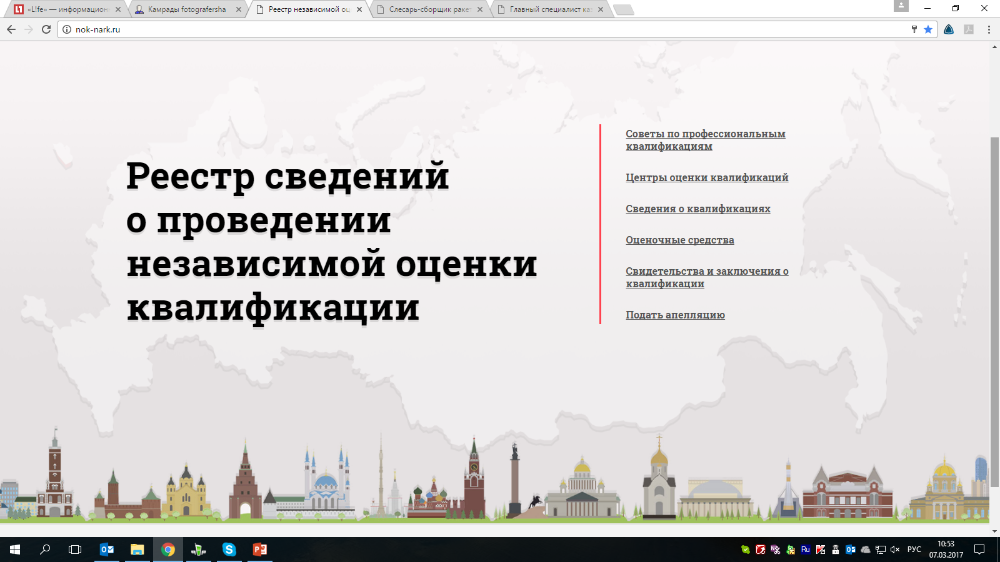 «L!fe» — информацион
Камрады fotografersha
Реестр независимой оц
Слесарь-сборщик ракет
Главный специалист ка
nok-nark.ru
Реестр сведений
о проведении
независимой оценки
квалификации
Советы по профессиональным
квалификациям
Центры оценки квалификаций
Сведения о квалификациях
Оценочные средства
Свидетельства и заключения о
квалификации
Подать апелляцию
Ru
РУС
10:53
07.03.2017